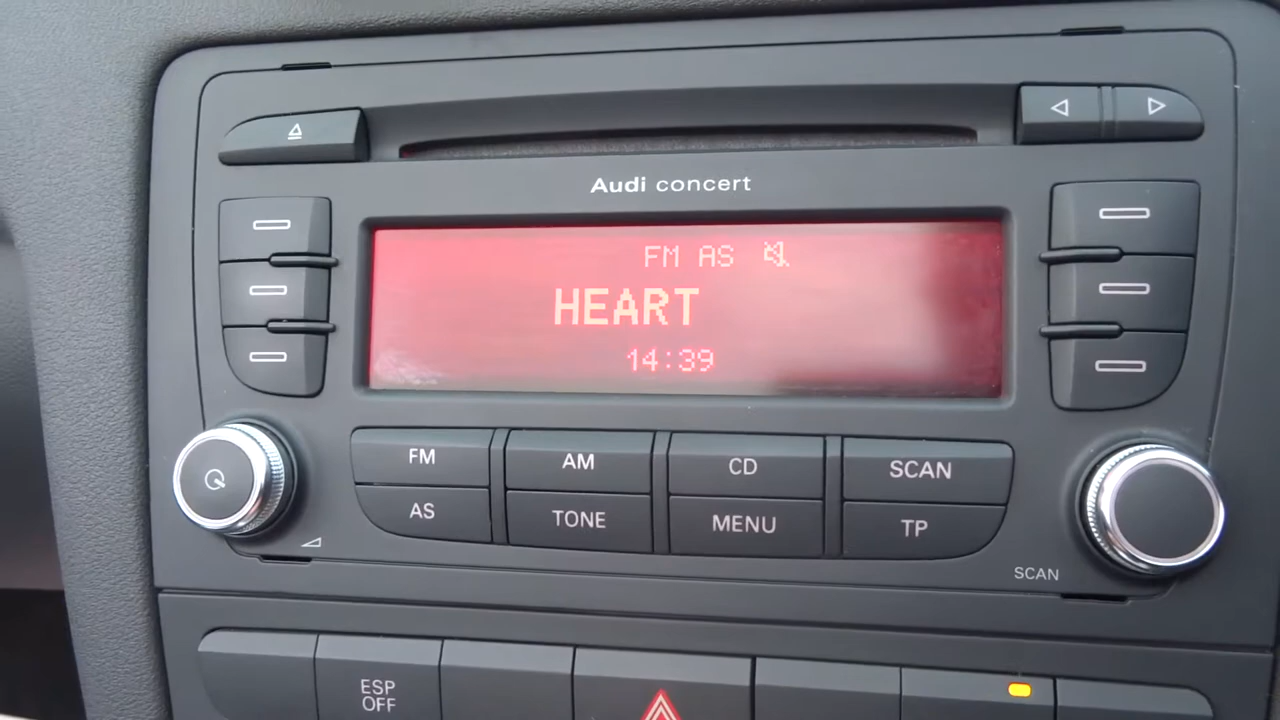 Audi concert
FM AS
HEART
14:39
FM
AM
CD
SCAN
AS
TONE
MENU
TP
SCAN
ESP
OFF